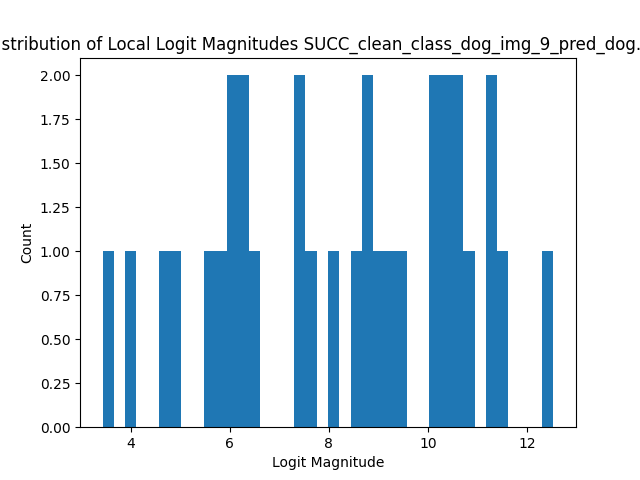 stribution of Local Logit Magnitudes SUCC_clean_class_dog_img_9_pred_dog.
2.00
1.75
1.50
1.25
1.00
0.75
0.50
0.25
0.00
Count
4 6 8 10 12
Logit Magnitude